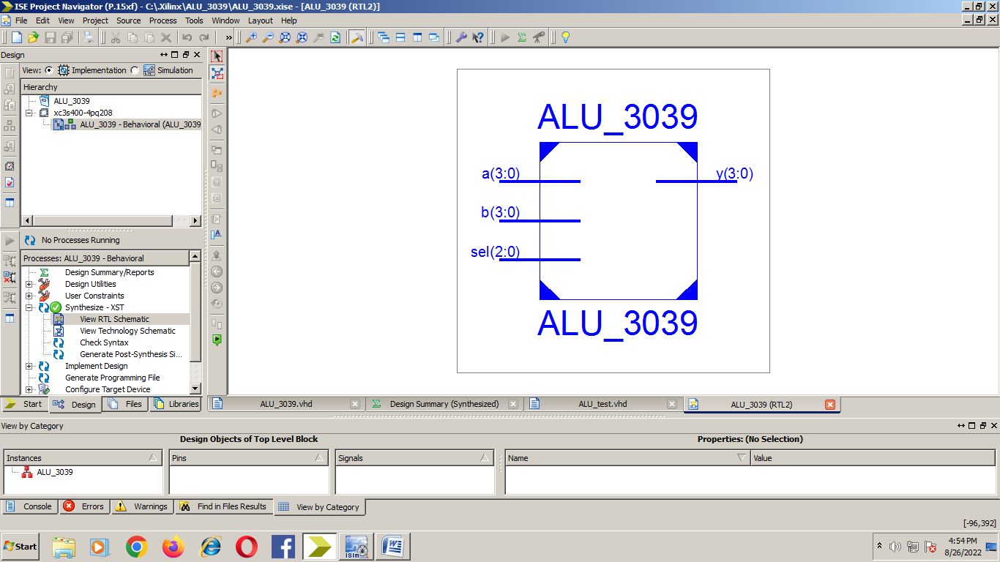 ISE Project Navigator (P.15xf) - C:\Xilinx\ALU_3039\ALU_3039.xise - [ALU_3039 (RTL2)]
File Edit View Project Source Process Tools Window Layout Help
Design
View: Implementation Simulation
Hierarchy
ALU_3039
xc3s400-4pq208
ALU_3039 - Behavioral (ALU_3039
No Processes Running
Processes: ALU_3039 - Behavioral
Design Summary/Reports
Design Utilities
User Constraints
Synthesize - XST
View RTL Schematic
View Technology Schematic
Check Syntax
Generate Post-Synthesis Si...
Implement Design
Generate Programming File
Configure Target Device
Start Design Files Libraries
ALU_3039
a(3:0) y(3:0)
b(3:0)
sel(2:0)
ALU_3039
ALU_3039.vhd Design Summary (Synthesized) ALU_test.vhd ALU_3039 (RTL2)
View by Category
Design Objects of Top Level Block Properties: (No Selection)
Instances Pins Signals Name Value
ALU_3039
Console Errors Warnings Find in Files Results View by Category
[-96,392]
Start ISim 4:54 PM
8/26/2022